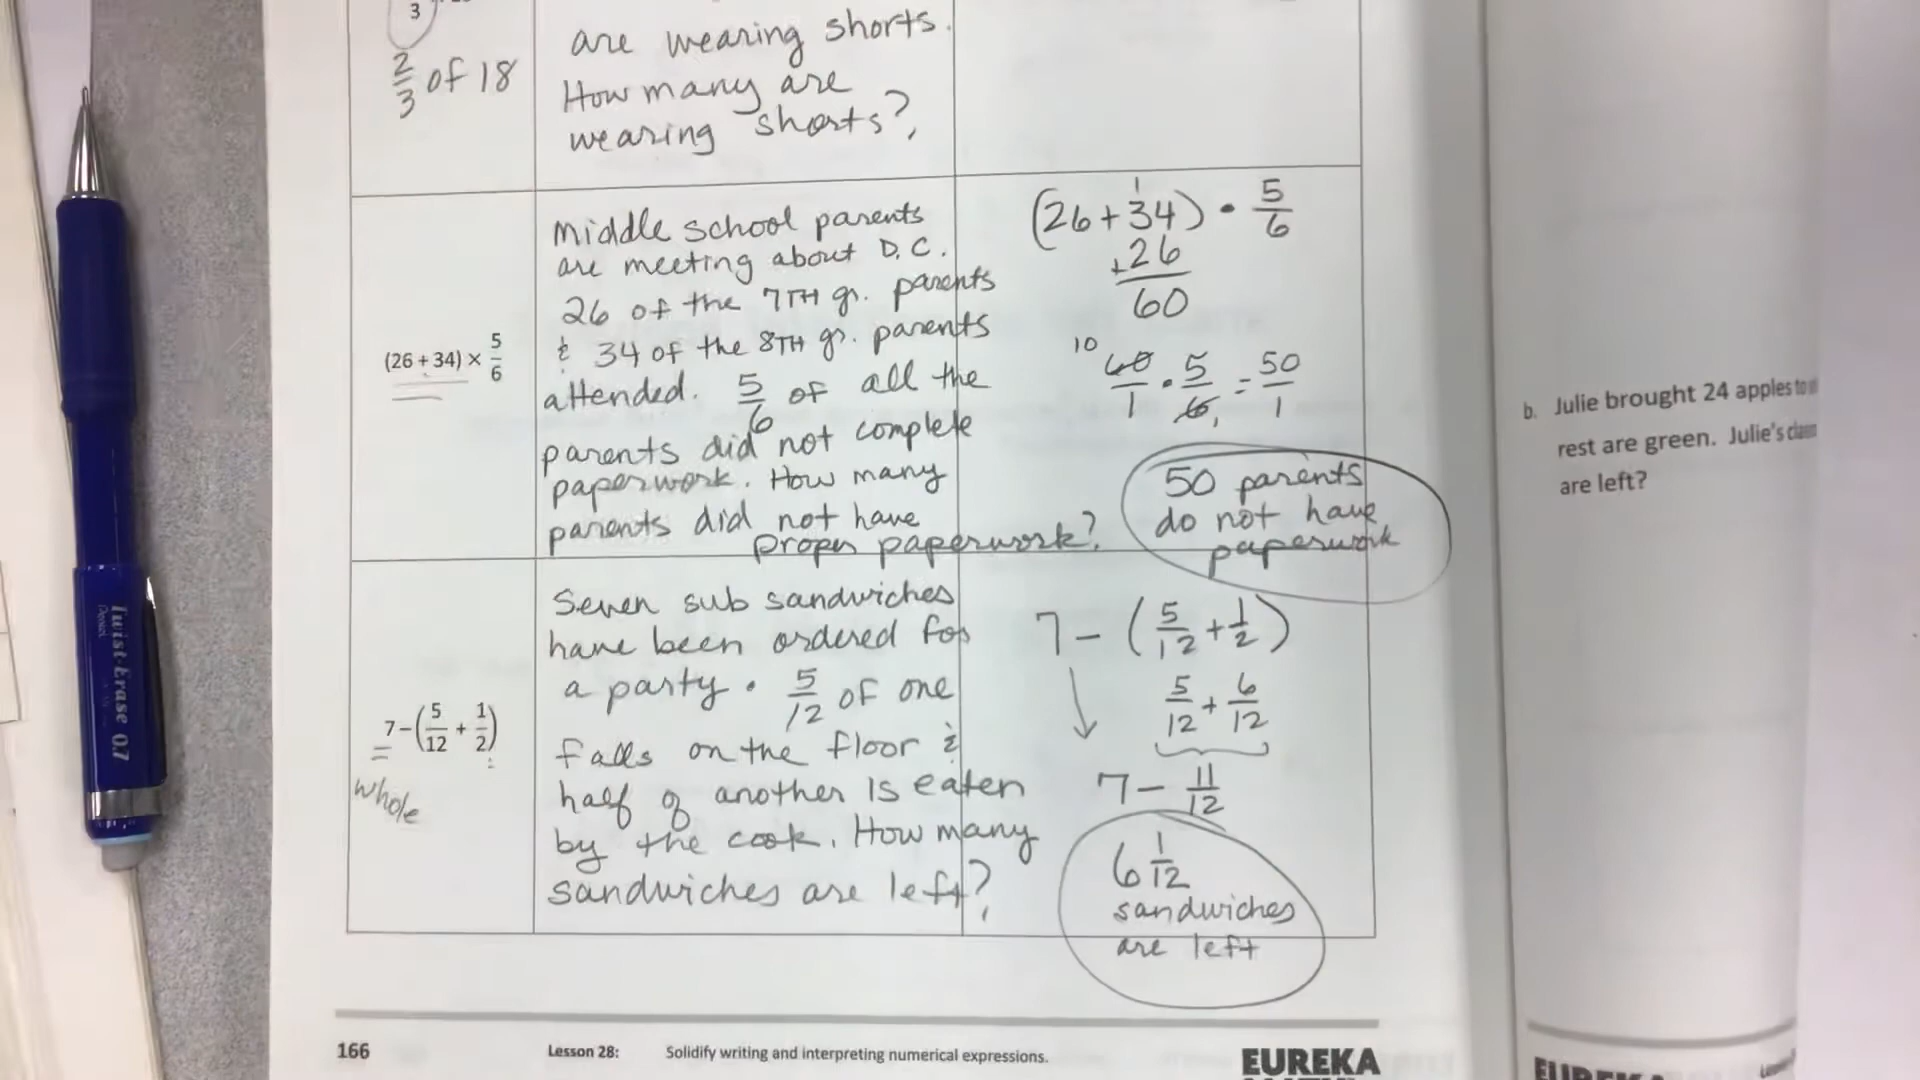 3
2/3 of 18
are wearing shorts.
How many are
wearing shorts?
(26 + 34) × 5/6
Middle school parents
are meeting about D.C.
26 of the 7TH gr. parents
& 34 of the 8TH gr. parents
attended. 5/6 of all the
parents did not complete
paperwork. How many
parents did not have
proper paperwork?
1
(26 + 34) • 5/6
+26
60
10
60/1 • 5/6 1 = 50/1
50 parents
do not have
paperwork
7 − (5/12 + 1/2)
whole
Seven sub sandwiches
have been ordered for
a party. 5/12 of one
falls on the floor &
half of another is eaten
by the cook. How many
sandwiches are left?
7 − (5/12 + 1/2)
5/12 + 6/12
7 − 11/12
6 1/12
sandwiches
are left
166 Lesson 28: Solidify writing and interpreting numerical expressions.
EUREKA
b. Julie brought 24 apples to
rest are green. Julie's
are left?
EUREKA
Twist-Erase 0.7
Pentel